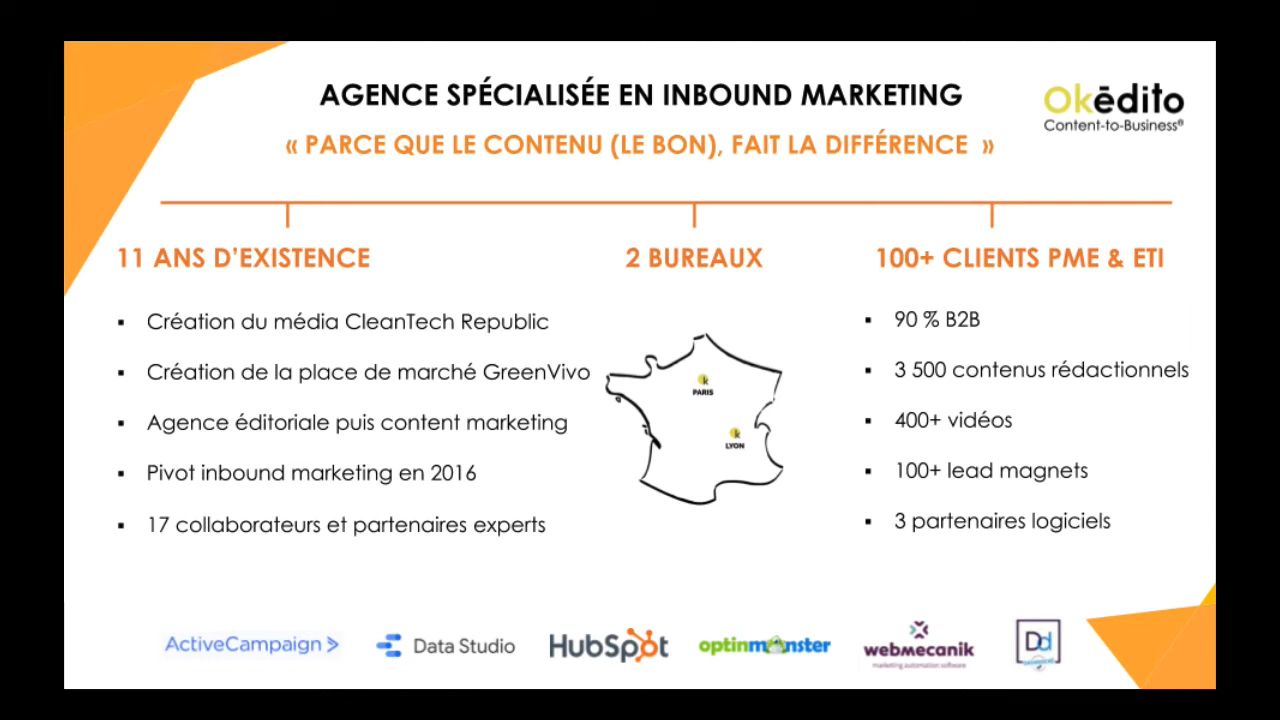 AGENCE SPÉCIALISÉE EN INBOUND MARKETING
« PARCE QUE LE CONTENU (LE BON), FAIT LA DIFFÉRENCE »
Okēdito
Content-to-Business®
11 ANS D'EXISTENCE
▪ Création du média CleanTech Republic
▪ Création de la place de marché GreenVivo
▪ Agence éditoriale puis content marketing
▪ Pivot inbound marketing en 2016
▪ 17 collaborateurs et partenaires experts
2 BUREAUX
k
PARIS
k
LYON
100+ CLIENTS PME & ETI
▪ 90 % B2B
▪ 3 500 contenus rédactionnels
▪ 400+ vidéos
▪ 100+ lead magnets
▪ 3 partenaires logiciels
ActiveCampaign >
Data Studio
HubSpot
optinmonster
webmecanik
marketing automation software
Dd